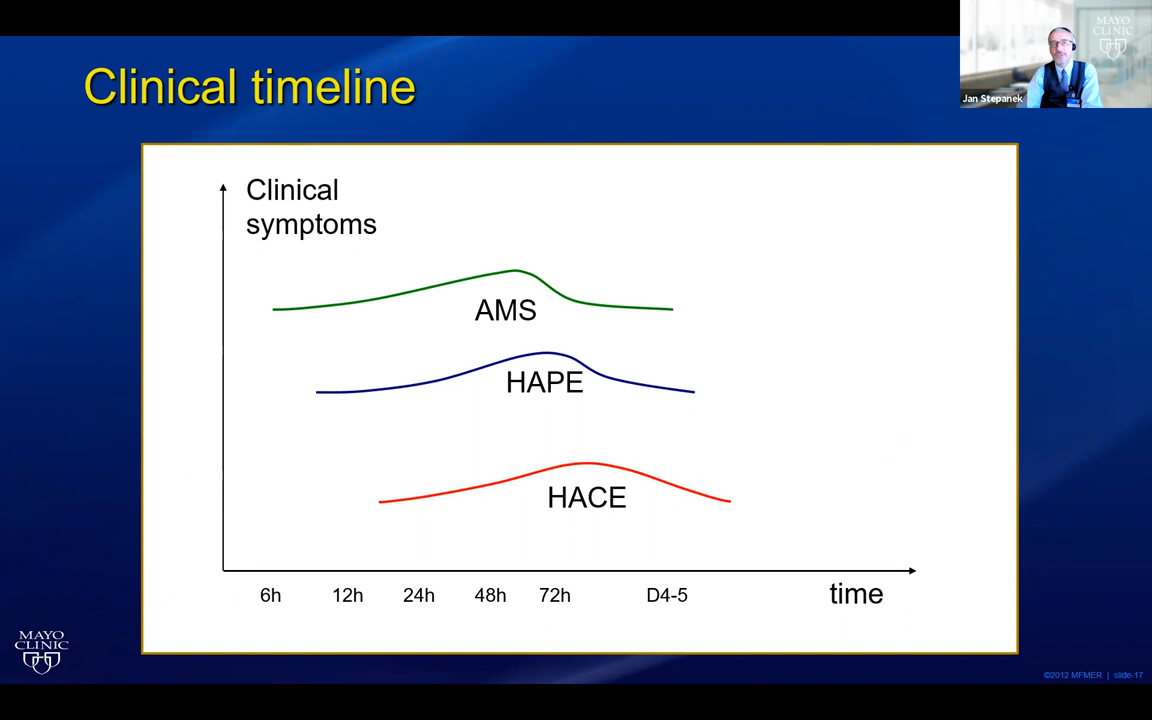 Clinical timeline
MAYO
CLINIC
Jan Stepanek
Clinical
symptoms
AMS
HAPE
HACE
6h 12h 24h 48h 72h D4-5 time
MAYO
CLINIC
©2012 MFMER | slide-17